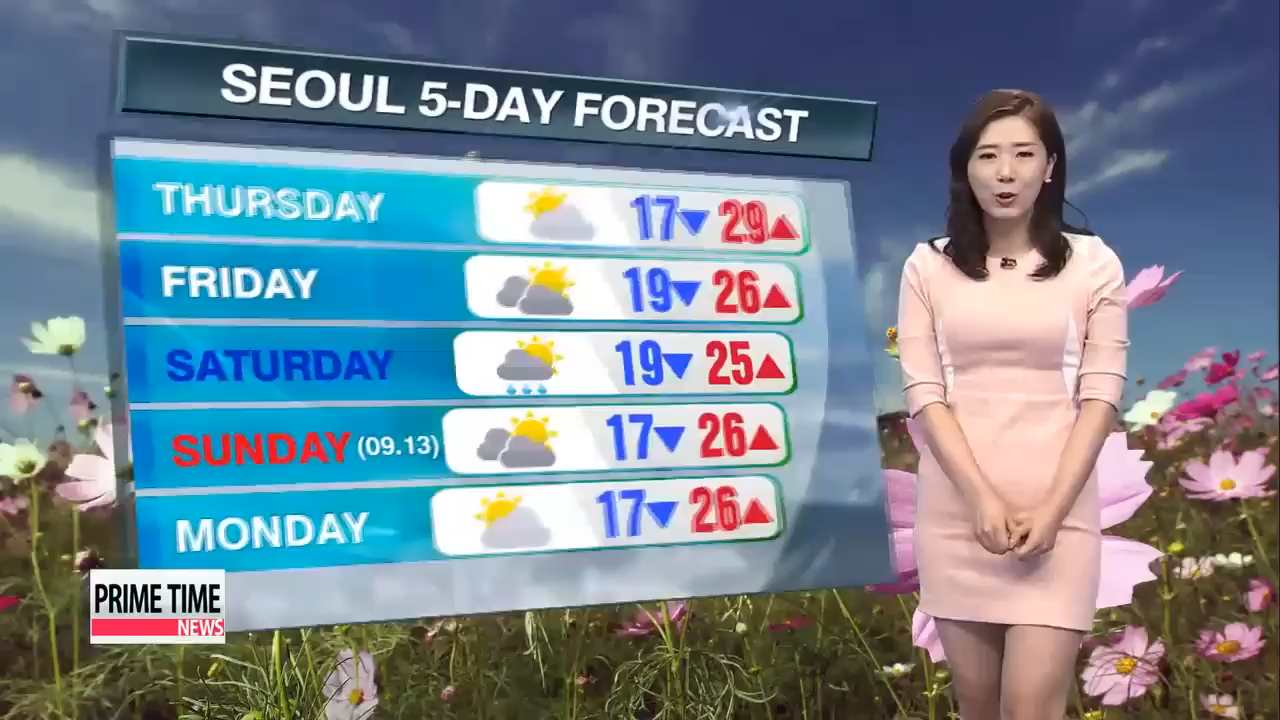 SEOUL 5-DAY FORECAST
THURSDAY 17▼ 29▲
FRIDAY 19▼ 26▲
SATURDAY 19▼ 25▲
SUNDAY (09.13) 17▼ 26▲
MONDAY 17▼ 26▲
PRIME TIME
NEWS